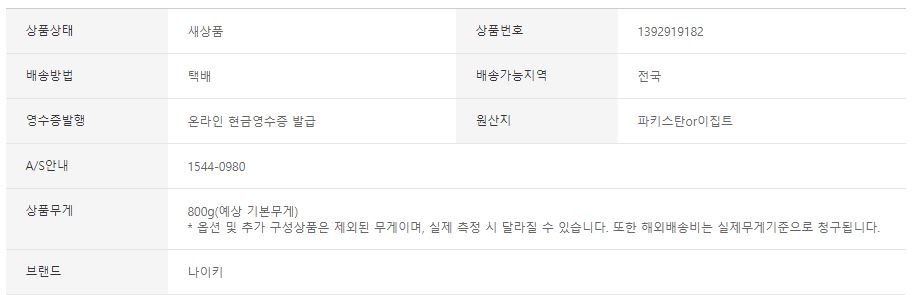 상품상태 새상품 상품번호 1392919182
배송방법 택배 배송가능지역 전국
영수증발행 온라인 현금영수증 발급 원산지 파키스탄or이집트
A/S안내 1544-0980
상품무게 800g(예상 기본무게)
* 옵션 및 추가 구성상품은 제외된 무게이며, 실제 측정 시 달라질 수 있습니다. 또한 해외배송비는 실제무게기준으로 청구됩니다.
브랜드 나이키